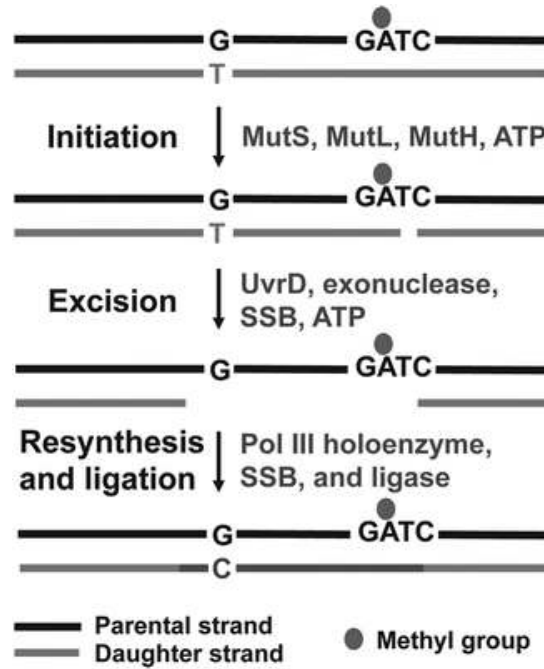 G GATC
T
Initiation MutS, MutL, MutH, ATP
G GATC
T
Excision UvrD, exonuclease,
SSB, ATP
G GATC
Resynthesis Pol III holoenzyme,
and ligation SSB, and ligase
G GATC
C
Parental strand Methyl group
Daughter strand